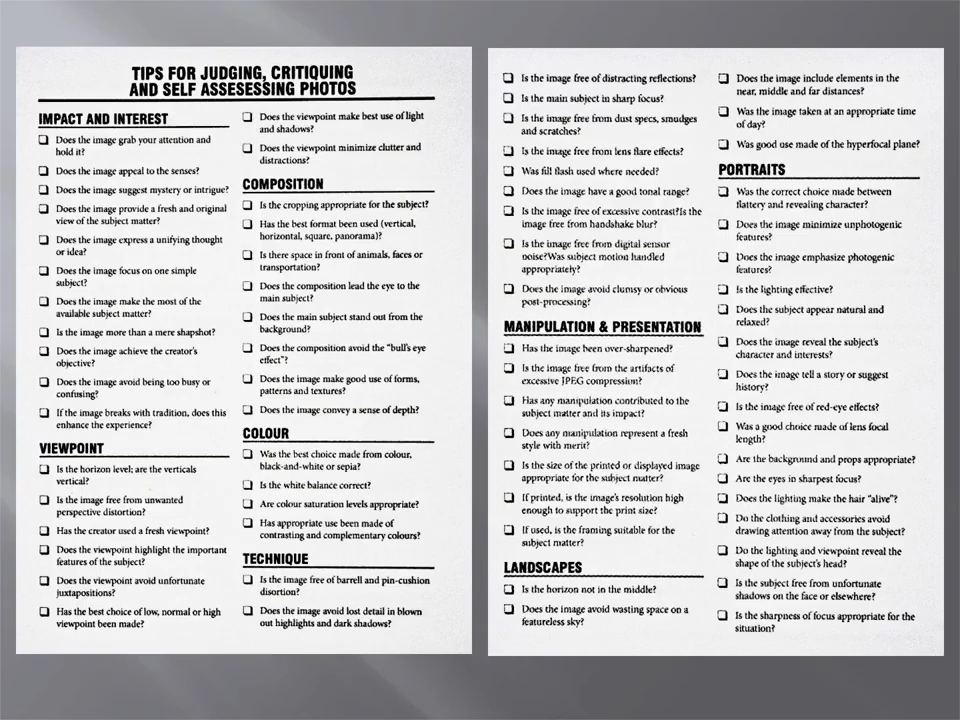 TIPS FOR JUDGING, CRITIQUING
AND SELF ASSESESSING PHOTOS
IMPACT AND INTEREST
Does the image grab your attention and
hold it?
Does the image appeal to the senses?
Does the image suggest mystery or intrigue?
Does the image provide a fresh and original
view of the subject matter?
Does the image express a unifying thought
or idea?
Does the image focus on one simple
subject?
Does the image make the most of the
available subject matter?
Is the image more than a mere shapshot?
Does the image achieve the creator's
objective?
Does the image avoid being too busy or
confusing?
If the image breaks with tradition, does this
enhance the experience?
VIEWPOINT
Is the horizon level; are the verticals
vertical?
Is the image free from unwanted
perspective distortion?
Has the creator used a fresh viewpoint?
Does the viewpoint highlight the important
features of the subject?
Does the viewpoint avoid unfortunate
juxtapositions?
Has the best choice of low, normal or high
viewpoint been made?
Does the viewpoint make best use of light
and shadows?
Does the viewpoint minimize clutter and
distractions?
COMPOSITION
Is the cropping appropriate for the subject?
Has the best format been used (vertical,
horizontal, square, panorama)?
Is there space in front of animals, faces or
transportation?
Does the composition lead the eye to the
main subject?
Does the main subject stand out from the
background?
Does the composition avoid the "bull's eye
effect"?
Does the image make good use of forms,
patterns and textures?
Does the image convey a sense of depth?
COLOUR
Was the best choice made from colour,
black-and-white or sepia?
Is the white balance correct?
Are colour saturation levels appropriate?
Has appropriate use been made of
contrasting and complementary colours?
TECHNIQUE
Is the image free of barrell and pin-cushion
disortion?
Does the image avoid lost detail in blown
out highlights and dark shadows?
Is the image free of distracting reflections?
Is the main subject in sharp focus?
Is the image free from dust specs, smudges
and scratches?
Is the image free from lens flare effects?
Was fill flash used where needed?
Does the image have a good tonal range?
Is the image free of excessive contrast?Is the
image free from handshake blur?
Is the image free from digital sensor
noise?Was subject motion handled
appropriately?
Does the image avoid clumsy or obvious
post-processing?
MANIPULATION & PRESENTATION
Has the image been over-sharpened?
Is the image free from the artifacts of
excessive JPEG compression?
Has any manipulation contributed to the
subject matter and its impact?
Does any manipulation represent a fresh
style with merit?
Is the size of the printed or displayed image
appropriate for the subject matter?
If printed, is the image's resolution high
enough to support the print size?
If used, is the framing suitable for the
subject matter?
LANDSCAPES
Is the horizon not in the middle?
Does the image avoid wasting space on a
featureless sky?
Does the image include elements in the
near, middle and far distances?
Was the image taken at an appropriate time
of day?
Was good use made of the hyperfocal plane?
PORTRAITS
Was the correct choice made between
flattery and revealing character?
Does the image minimize unphotogenic
features?
Does the image emphasize photogenic
features?
Is the lighting effective?
Does the subject appear natural and
relaxed?
Does the image reveal the subject's
character and interests?
Does the image tell a story or suggest
history?
Is the image free of red-eye effects?
Was a good choice made of lens focal
length?
Are the background and props appropriate?
Are the eyes in sharpest focus?
Does the lighting make the hair "alive"?
Do the clothing and accessories avoid
drawing attention away from the subject?
Do the lighting and viewpoint reveal the
shape of the subject's head?
Is the subject free from unfortunate
shadows on the face or elsewhere?
Is the sharpness of focus appropriate for the
situation?